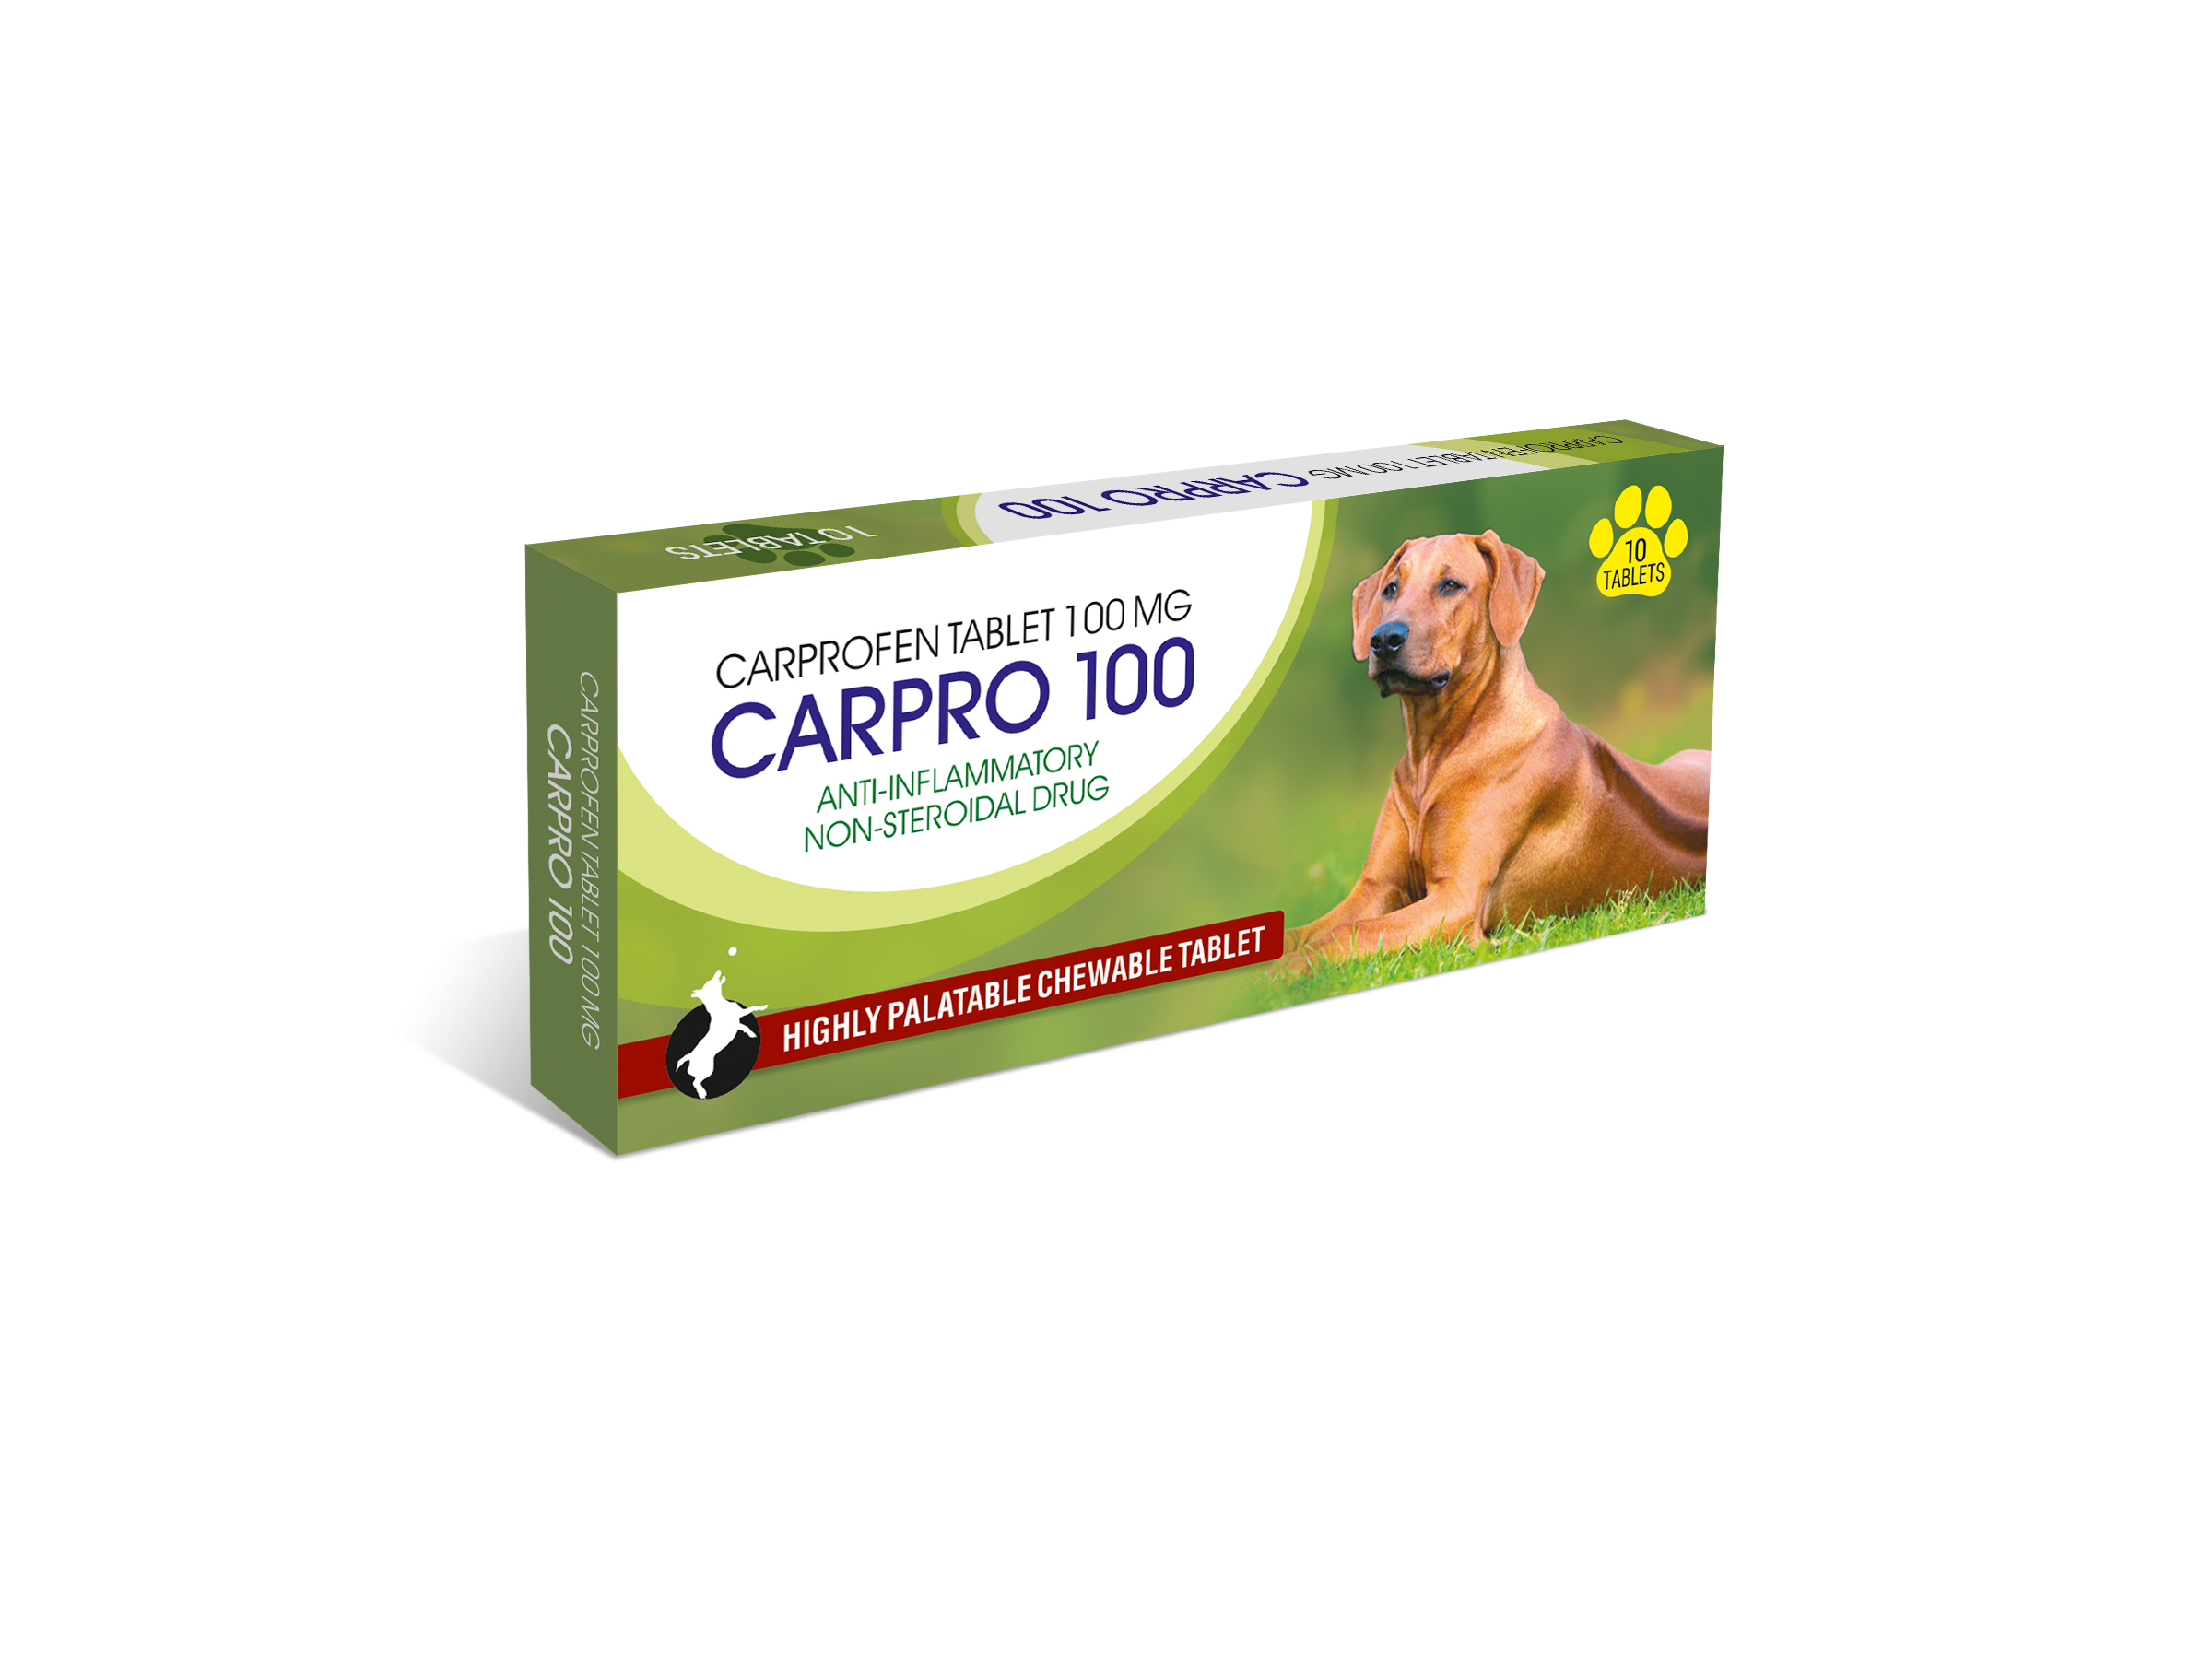 10 TABLETS
CARPRO 100
CARPROFEN TABLET 100 MG
CARPROFEN TABLET 100 MG
CARPRO 100
ANTI-INFLAMMATORY
NON-STEROIDAL DRUG
10
TABLETS
HIGHLY PALATABLE CHEWABLE TABLET
CARPROFEN TABLET 100 MG
CARPRO 100